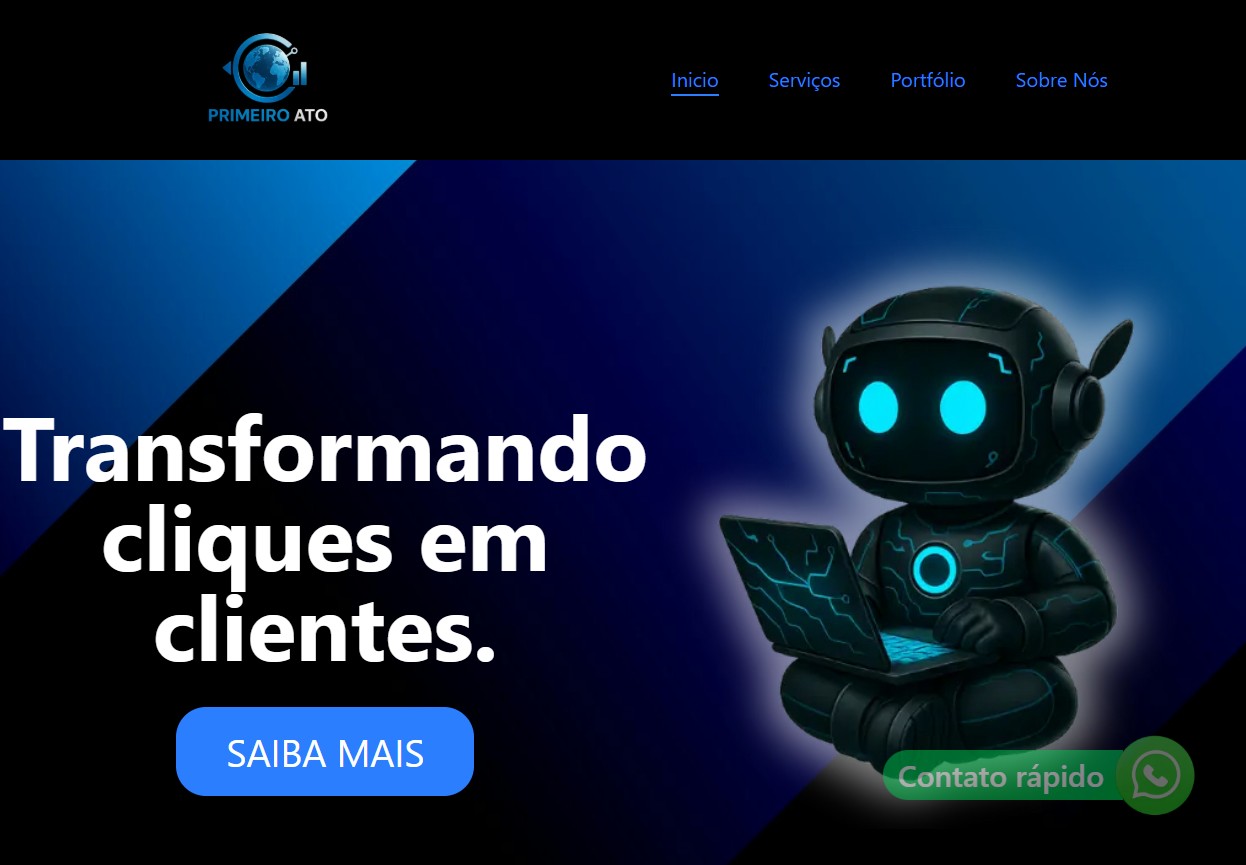 PRIMEIRO ATO
Inicio Serviços Portfólio Sobre Nós
Transformando
cliques em
clientes.
SAIBA MAIS
Contato rápido